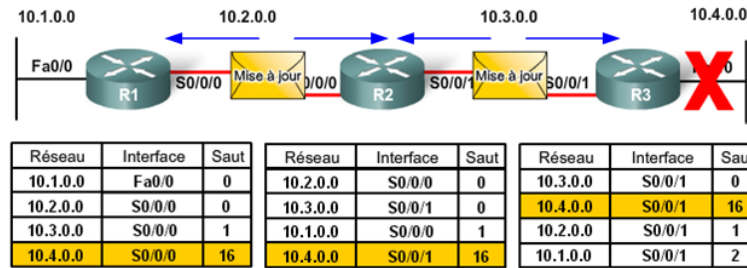 10.1.0.0 10.2.0.0 10.3.0.0 10.4.0.0
Fa0/0 S0/0/0 Mise à jour 0/0/0 S0/0/1 Mise à jour S0/0/1
R1 R2 R3
Réseau Interface Saut
10.1.0.0 Fa0/0 0
10.2.0.0 S0/0/0 0
10.3.0.0 S0/0/0 1
10.4.0.0 S0/0/0 16
Réseau Interface Saut
10.2.0.0 S0/0/0 0
10.3.0.0 S0/0/1 0
10.1.0.0 S0/0/0 1
10.4.0.0 S0/0/1 16
Réseau Interface Sau
10.3.0.0 S0/0/1 0
10.4.0.0 S0/0/1 16
10.2.0.0 S0/0/1 1
10.1.0.0 S0/0/1 2